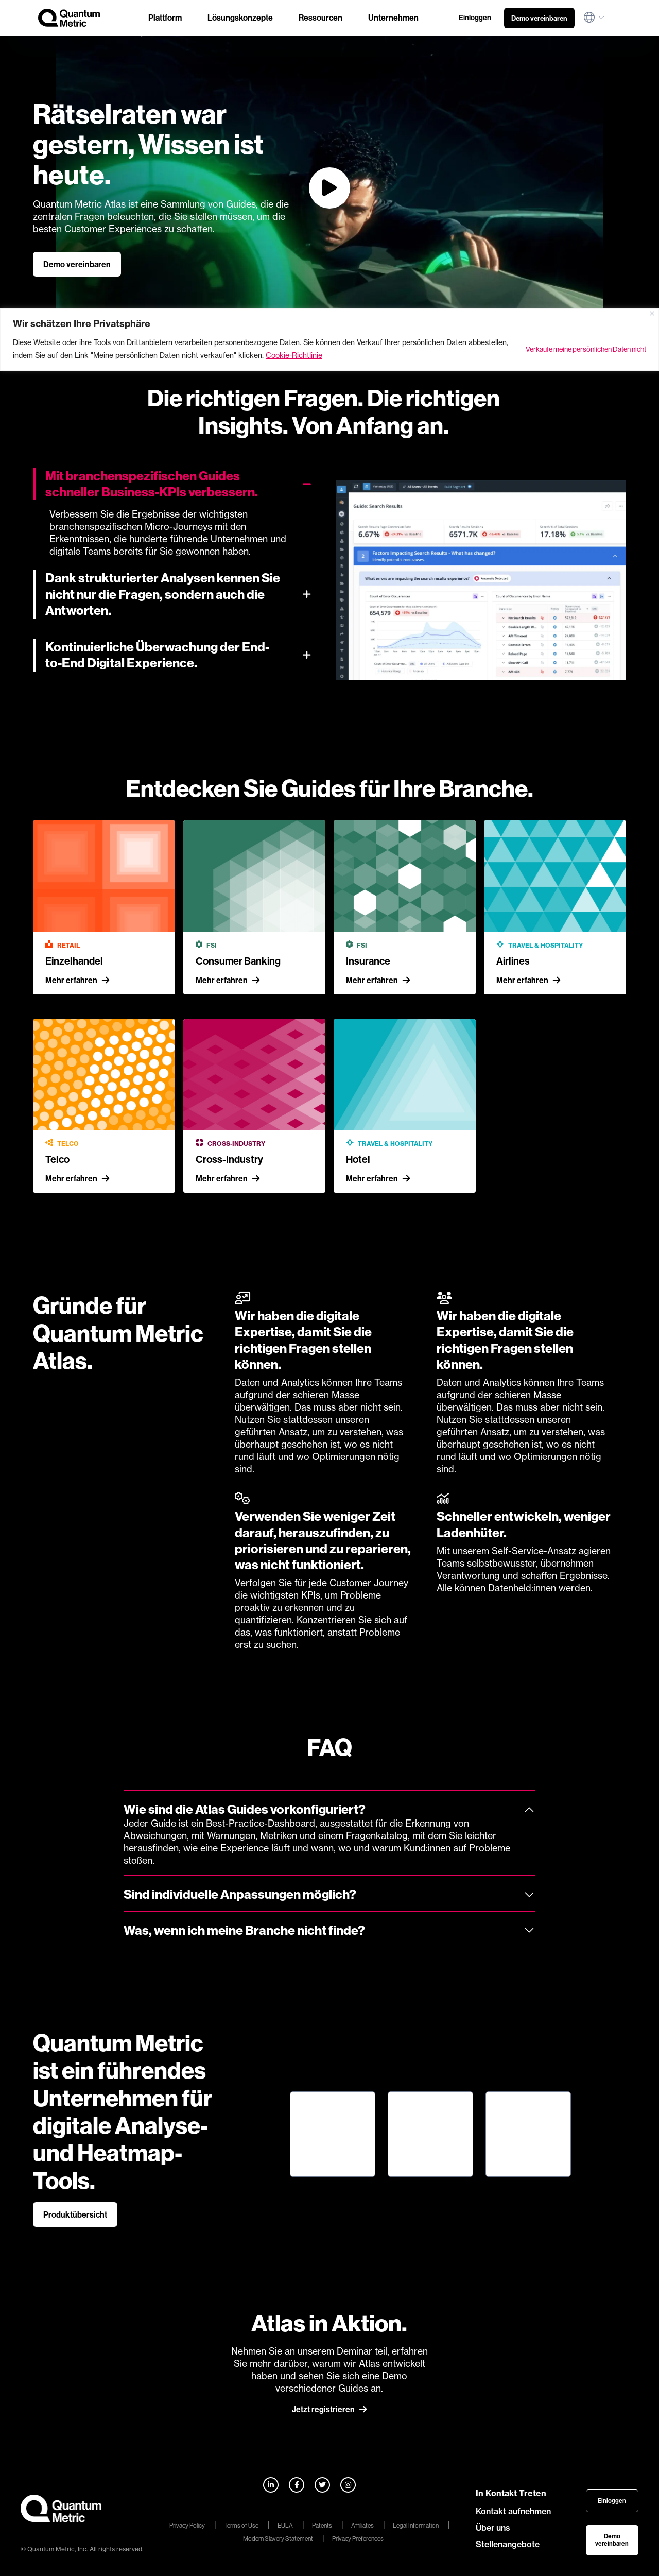 Quantum Metric
Plattform
Lösungskonzepte
Ressourcen
Unternehmen
Einloggen
Demo vereinbaren
Rätselraten war
gestern, Wissen ist
heute.
Quantum Metric Atlas ist eine Sammlung von Guides, die die
zentralen Fragen beleuchten, die Sie stellen müssen, um die
besten Customer Experiences zu schaffen.
Demo vereinbaren
Wir schätzen Ihre Privatsphäre
Diese Website oder ihre Tools von Drittanbietern verarbeiten personenbezogene Daten. Sie können den Verkauf Ihrer persönlichen Daten abbestellen,
indem Sie auf den Link "Meine persönlichen Daten nicht verkaufen" klicken. Cookie-Richtlinie
Verkaufe meine persönlichen Daten nicht
Die richtigen Fragen. Die richtigen
Insights. Von Anfang an.
Mit branchenspezifischen Guides
schneller Business-KPIs verbessern.
Verbessern Sie die Ergebnisse der wichtigsten
branchenspezifischen Micro-Journeys mit den
Erkenntnissen, die hunderte führender Unternehmen und
digitale Teams bereits für Sie gewonnen haben.
Dank strukturierter Analysen kennen Sie
nicht nur die Fragen, sondern auch die
Antworten.
Kontinuierliche Überwachung der End-
to-End Digital Experience.
Guide: Search Results
6.67%
6571.7K
17.18%
Factors Impacting Search Results - What has changed?
What errors are impacting the search results experience?
654,579
Entdecken Sie Guides für Ihre Branche.
RETAIL
Einzelhandel
Mehr erfahren
FSI
Consumer Banking
Mehr erfahren
FSI
Insurance
Mehr erfahren
TRAVEL & HOSPITALITY
Airlines
Mehr erfahren
TELCO
Telco
Mehr erfahren
CROSS-INDUSTRY
Cross-Industry
Mehr erfahren
TRAVEL & HOSPITALITY
Hotel
Mehr erfahren
Gründe für
Quantum Metric
Atlas.
Wir haben die digitale
Expertise, damit Sie die
richtigen Fragen stellen
können.
Daten und Analytics können Ihre Teams
aufgrund der schieren Masse
überwältigen. Das muss aber nicht sein.
Nutzen Sie stattdessen unseren
geführten Ansatz, um zu verstehen, was
überhaupt geschehen ist, wo es nicht
rund läuft und wo Optimierungen nötig
sind.
Wir haben die digitale
Expertise, damit Sie die
richtigen Fragen stellen
können.
Daten und Analytics können Ihre Teams
aufgrund der schieren Masse
überwältigen. Das muss aber nicht sein.
Nutzen Sie stattdessen unseren
geführten Ansatz, um zu verstehen, was
überhaupt geschehen ist, wo es nicht
rund läuft und wo Optimierungen nötig
sind.
Verwenden Sie weniger Zeit
darauf, herauszufinden, zu
priorisieren und zu reparieren,
was nicht funktioniert.
Verfolgen Sie für jede Customer Journey
die wichtigsten KPIs, um Probleme
proaktiv zu erkennen und zu
quantifizieren. Konzentrieren Sie sich auf
das, was funktioniert, anstatt Probleme
erst zu suchen.
Schneller entwickeln, weniger
Ladenhüter.
Mit unserem Self-Service-Ansatz agieren
Teams selbstbewusster, übernehmen
Verantwortung und schaffen Ergebnisse.
Alle können Datenheld:innen werden.
FAQ
Wie sind die Atlas Guides vorkonfiguriert?
Jeder Guide ist ein Best-Practice-Dashboard, ausgestattet für die Erkennung von
Abweichungen, mit Warnungen, Metriken und einem Fragenkatalog, mit dem Sie leichter
herausfinden, wie eine Experience läuft und wann, wo und warum Kund:innen auf Probleme
stoßen.
Sind individuelle Anpassungen möglich?
Was, wenn ich meine Branche nicht finde?
Quantum Metric
ist ein führendes
Unternehmen für
digitale Analyse-
und Heatmap-
Tools.
Produktübersicht
Atlas in Aktion.
Nehmen Sie an unserem Deminar teil, erfahren
Sie mehr darüber, warum wir Atlas entwickelt
haben und sehen Sie sich eine Demo
verschiedener Guides an.
Jetzt registrieren
Quantum Metric
© Quantum Metric, Inc. All rights reserved.
Privacy Policy
Terms of Use
EULA
Patents
Affiliates
Legal Information
Modern Slavery Statement
Privacy Preferences
In Kontakt Treten
Kontakt aufnehmen
Über uns
Stellenangebote
Einloggen
Demo
vereinbaren